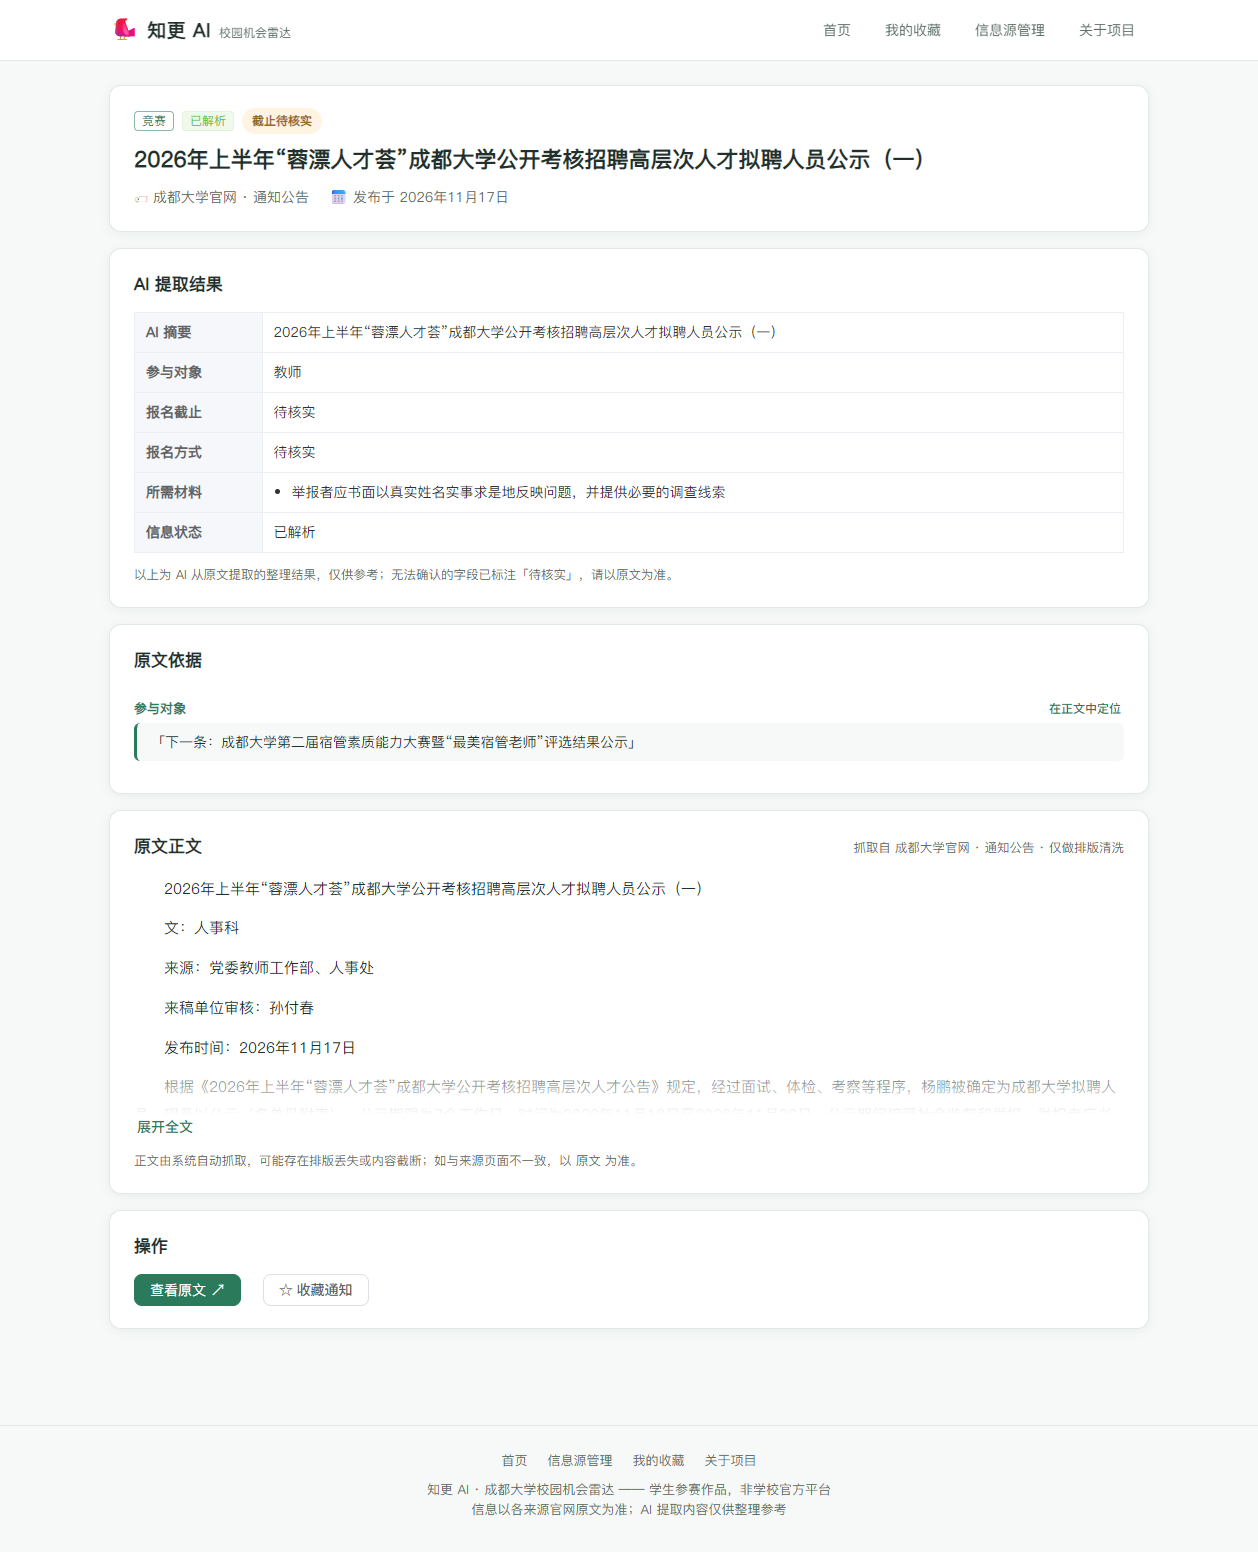 知更 AI 校园机会雷达
首页 我的收藏 信息源管理 关于项目
竞赛 已解析 截止待核实
2026年上半年“蓉漂人才荟”成都大学公开考核招聘高层次人才拟聘人员公示（一）
成都大学官网 · 通知公告 发布于 2026年11月17日
AI 提取结果
AI 摘要 2026年上半年“蓉漂人才荟”成都大学公开考核招聘高层次人才拟聘人员公示（一）
参与对象 教师
报名截止 待核实
报名方式 待核实
所需材料 • 举报者应书面以真实姓名实事求是地反映问题，并提供必要的调查线索
信息状态 已解析
以上为 AI 从原文提取的整理结果，仅供参考；无法确认的字段已标注「待核实」，请以原文为准。
原文依据
参与对象 在正文中定位
「下一条：成都大学第二届宿管素质能力大赛暨“最美宿管老师”评选结果公示」
原文正文 抓取自 成都大学官网 · 通知公告 · 仅做排版清洗
2026年上半年“蓉漂人才荟”成都大学公开考核招聘高层次人才拟聘人员公示（一）
文：人事科
来源：党委教师工作部、人事处
来稿单位审核：孙付春
发布时间：2026年11月17日
根据《2026年上半年“蓉漂人才荟”成都大学公开考核招聘高层次人才公告》规定，经过面试、体检、考察等程序，杨鹏被确定为成都大学拟聘人
展开全文
正文由系统自动抓取，可能存在排版丢失或内容截断；如与来源页面不一致，以 原文 为准。
操作
查看原文 ↗ ☆ 收藏通知
首页 信息源管理 我的收藏 关于项目
知更 AI · 成都大学校园机会雷达 —— 学生参赛作品，非学校官方平台
信息以各来源官网原文为准；AI 提取内容仅供整理参考